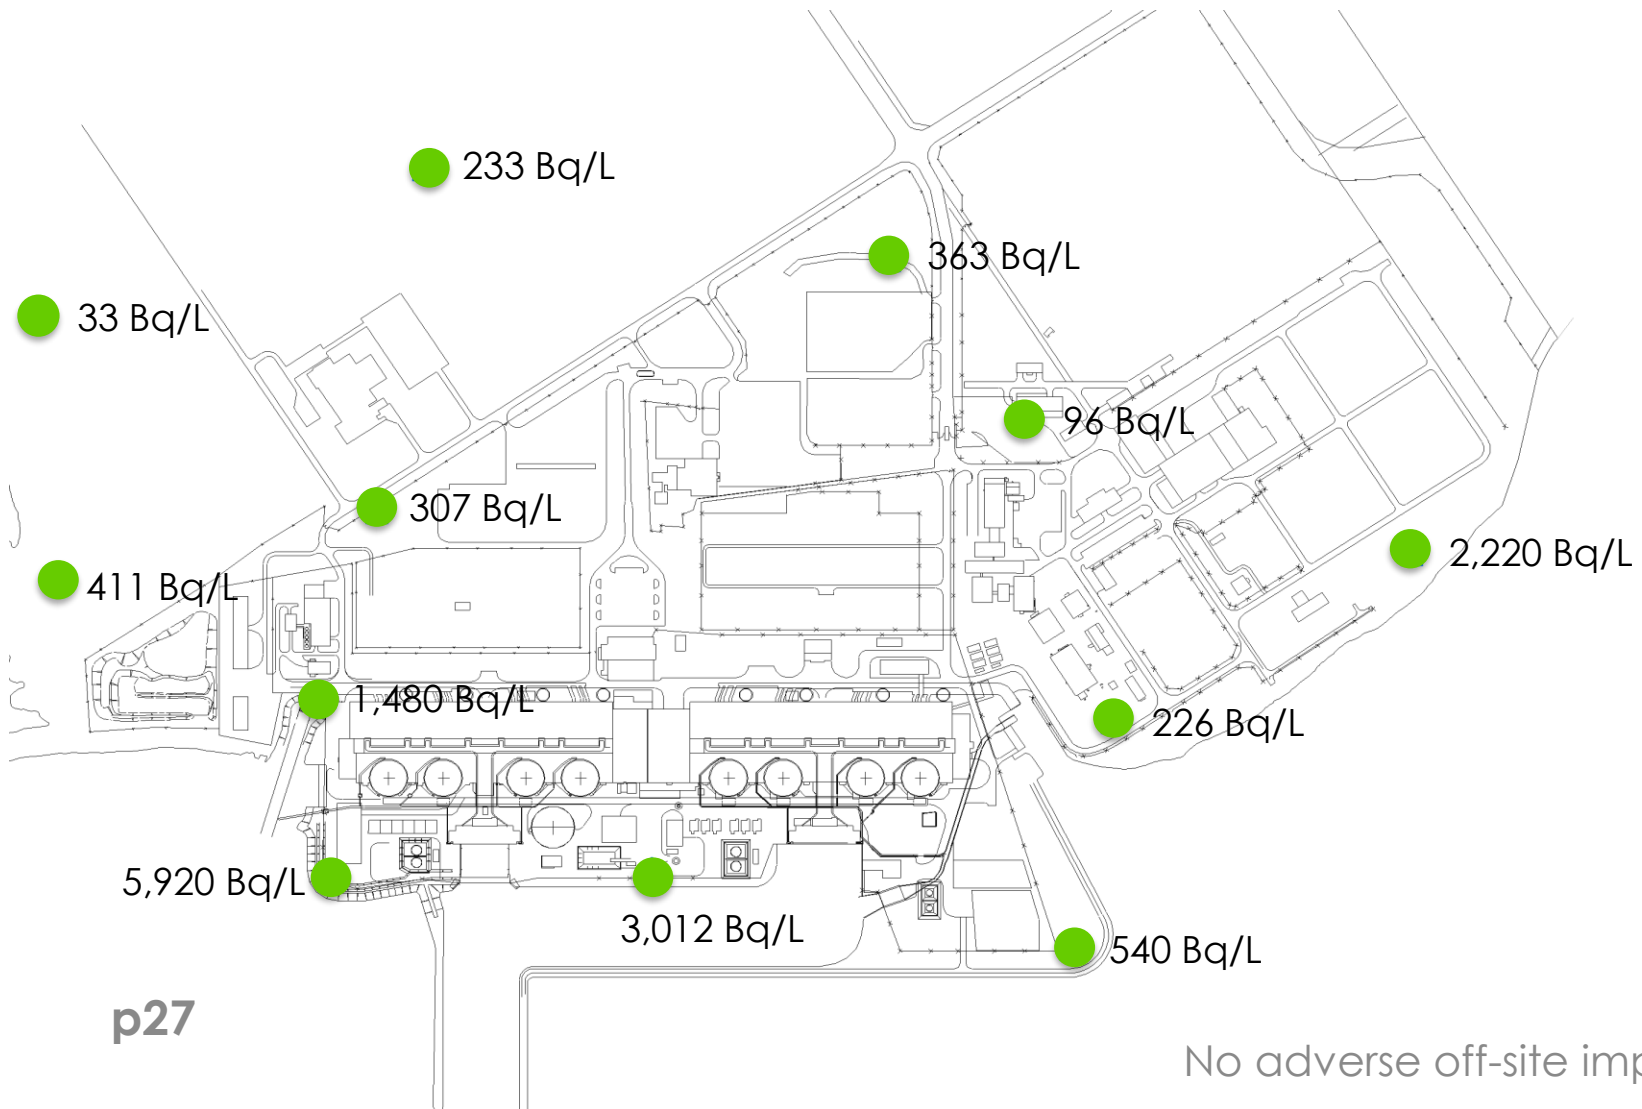 233 Bq/L
363 Bq/L
33 Bq/L
96 Bq/L
307 Bq/L
2,220 Bq/L
411 Bq/L
1,480 Bq/L
226 Bq/L
5,920 Bq/L
3,012 Bq/L
540 Bq/L
p27
No adverse off-site imp